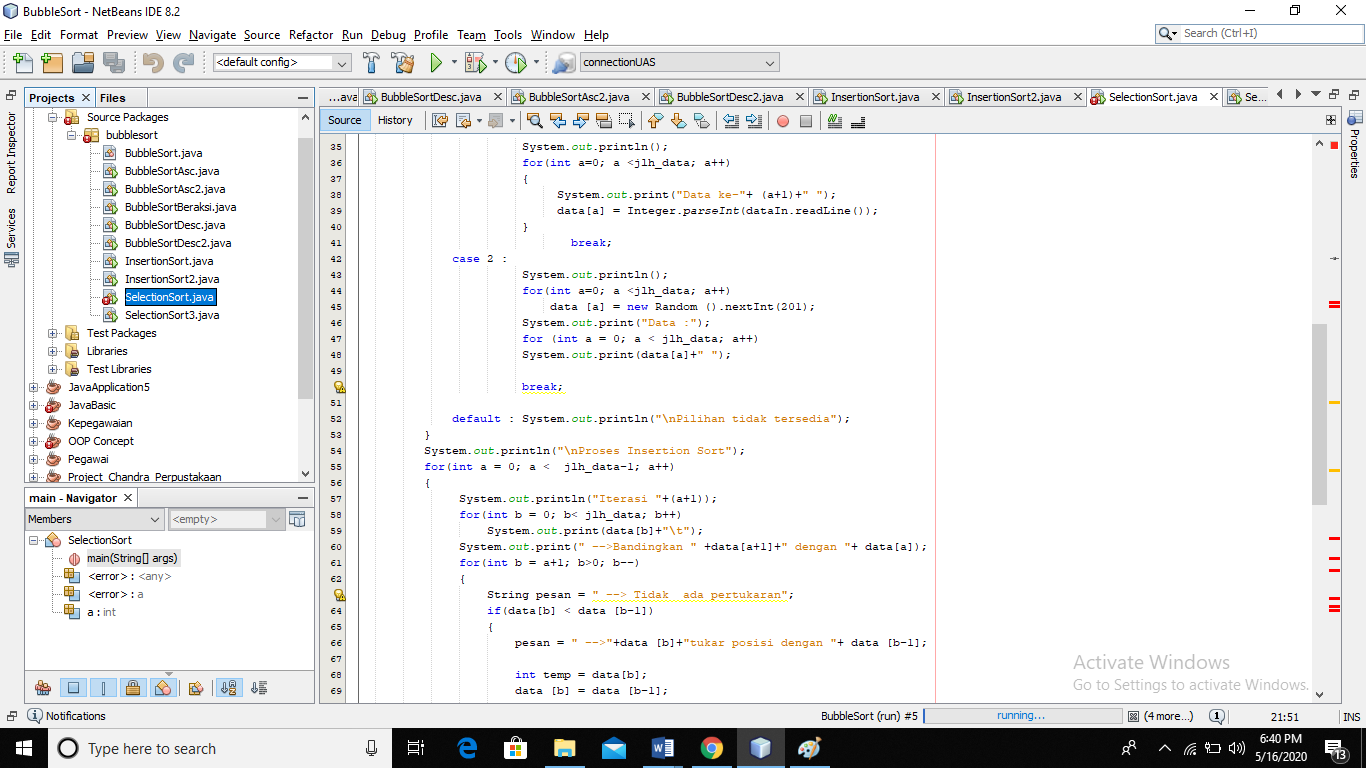 BubbleSort - NetBeans IDE 8.2
File Edit Format Preview View Navigate Source Refactor Run Debug Profile Team Tools Window Help
Search (Ctrl+I)
<default config>
connectionUAS
Projects
Files
...ava
BubbleSortDesc.java
BubbleSortAsc2.java
BubbleSortDesc2.java
InsertionSort.java
InsertionSort2.java
SelectionSort.java
Se...
Source
History
Report Inspector
Services
Properties
Source Packages
bubblesort
BubbleSort.java
BubbleSortAsc.java
BubbleSortAsc2.java
BubbleSortBeraksi.java
BubbleSortDesc.java
BubbleSortDesc2.java
InsertionSort.java
InsertionSort2.java
SelectionSort.java
SelectionSort3.java
Test Packages
Libraries
Test Libraries
JavaApplication5
JavaBasic
Kepegawaian
OOP Concept
Pegawai
Project Chandra Perpustakaan
main - Navigator
Members
<empty>
SelectionSort
main(String[] args)
<error> : <any>
<error> : a
a : int
35 System.out.println();
36 for(int a=0; a <jlh_data; a++)
37 {
38 System.out.print("Data ke-"+ (a+1)+" ");
39 data[a] = Integer.parseInt(dataIn.readLine());
40 }
41 break;
42 case 2 :
43 System.out.println();
44 for(int a=0; a <jlh_data; a++)
45 data [a] = new Random ().nextInt(201);
46 System.out.print("Data :");
47 for (int a = 0; a < jlh_data; a++)
48 System.out.print(data[a]+" ");
49
break;
51
52 default : System.out.println("\nPilihan tidak tersedia");
53 }
54 System.out.println("\nProses Insertion Sort");
55 for(int a = 0; a < jlh_data-1; a++)
56 {
57 System.out.println("Iterasi "+(a+1));
58 for(int b = 0; b< jlh_data; b++)
59 System.out.print(data[b]+"\t");
60 System.out.print(" -->Bandingkan " +data[a+1]+" dengan "+ data[a]);
61 for(int b = a+1; b>0; b--)
62 {
String pesan = " --> Tidak ada pertukaran";
64 if(data[b] < data [b-1])
65 {
66 pesan = " -->"+data [b]+"tukar posisi dengan "+ data [b-1];
67
68 int temp = data[b];
69 data [b] = data [b-1];
Activate Windows
Go to Settings to activate Windows.
Notifications
BubbleSort (run) #5
running...
(4 more...)
1
21:51
INS
Type here to search
6:40 PM
5/16/2020
13